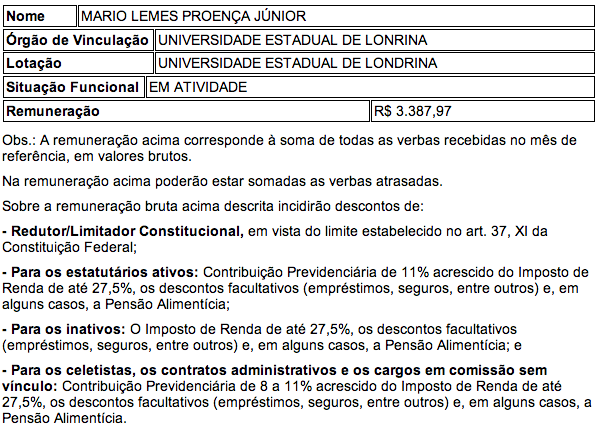 Nome MARIO LEMES PROENÇA JÚNIOR
Órgão de Vinculação UNIVERSIDADE ESTADUAL DE LONRINA
Lotação UNIVERSIDADE ESTADUAL DE LONDRINA
Situação Funcional EM ATIVIDADE
Remuneração R$ 3.387,97
Obs.: A remuneração acima corresponde à soma de todas as verbas recebidas no mês de
referência, em valores brutos.
Na remuneração acima poderão estar somadas as verbas atrasadas.
Sobre a remuneração bruta acima descrita incidirão descontos de:
- Redutor/Limitador Constitucional, em vista do limite estabelecido no art. 37, XI da
Constituição Federal;
- Para os estatutários ativos: Contribuição Previdenciária de 11% acrescido do Imposto de
Renda de até 27,5%, os descontos facultativos (empréstimos, seguros, entre outros) e, em
alguns casos, a Pensão Alimentícia;
- Para os inativos: O Imposto de Renda de até 27,5%, os descontos facultativos
(empréstimos, seguros, entre outros) e, em alguns casos, a Pensão Alimentícia; e
- Para os celetistas, os contratos administrativos e os cargos em comissão sem
vínculo: Contribuição Previdenciária de 8 a 11% acrescido do Imposto de Renda de até
27,5%, os descontos facultativos (empréstimos, seguros, entre outros) e, em alguns casos, a
Pensão Alimentícia.